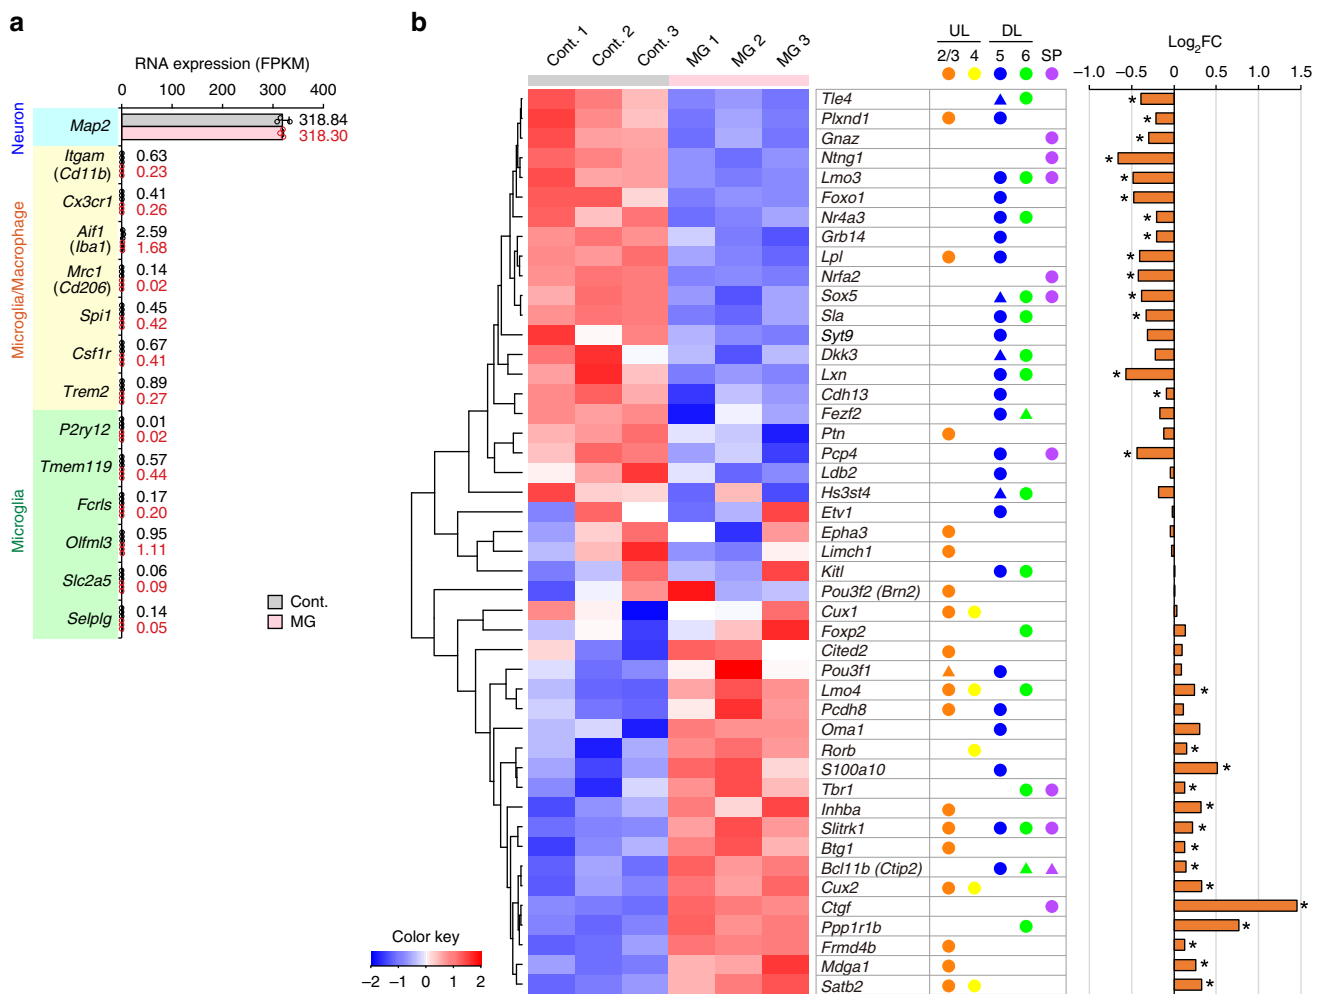 a
RNA expression (FPKM)
0 100 200 300 400
Neuron
Map2
318.84
318.30
Microglia/Macrophage
Itgam
(Cd11b)
0.63
0.23
Cx3cr1
0.41
0.26
Aif1
(Iba1)
2.59
1.68
Mrc1
(Cd206)
0.14
0.02
Spi1
0.45
0.42
Csf1r
0.67
0.41
Trem2
0.89
0.27
Microglia
P2ry12
0.01
0.02
Tmem119
0.57
0.44
Fcrls
0.17
0.20
Olfml3
0.95
1.11
Slc2a5
0.06
0.09
Selplg
0.14
0.05
Cont.
MG
b
Cont. 1 Cont. 2 Cont. 3 MG 1 MG 2 MG 3
UL DL
2/3 4 5 6 SP
Log2FC
−1.0 −0.5 0 0.5 1.0 1.5
Tle4 *
Plxnd1 *
Gnaz *
Ntng1 *
Lmo3 *
Foxo1 *
Nr4a3 *
Grb14 *
Lpl *
Nrfa2 *
Sox5 *
Sla *
Syt9
Dkk3
Lxn *
Cdh13 *
Fezf2
Ptn
Pcp4 *
Ldb2
Hs3st4
Etv1
Epha3
Limch1
Kitl
Pou3f2 (Brn2)
Cux1
Foxp2
Cited2
Pou3f1
Lmo4 *
Pcdh8
Oma1
Rorb *
S100a10 *
Tbr1 *
Inhba *
Slitrk1 *
Btg1 *
Bcl11b (Ctip2) *
Cux2 *
Ctgf *
Ppp1r1b *
Frmd4b *
Mdga1 *
Satb2 *
Color key
−2 −1 0 1 2